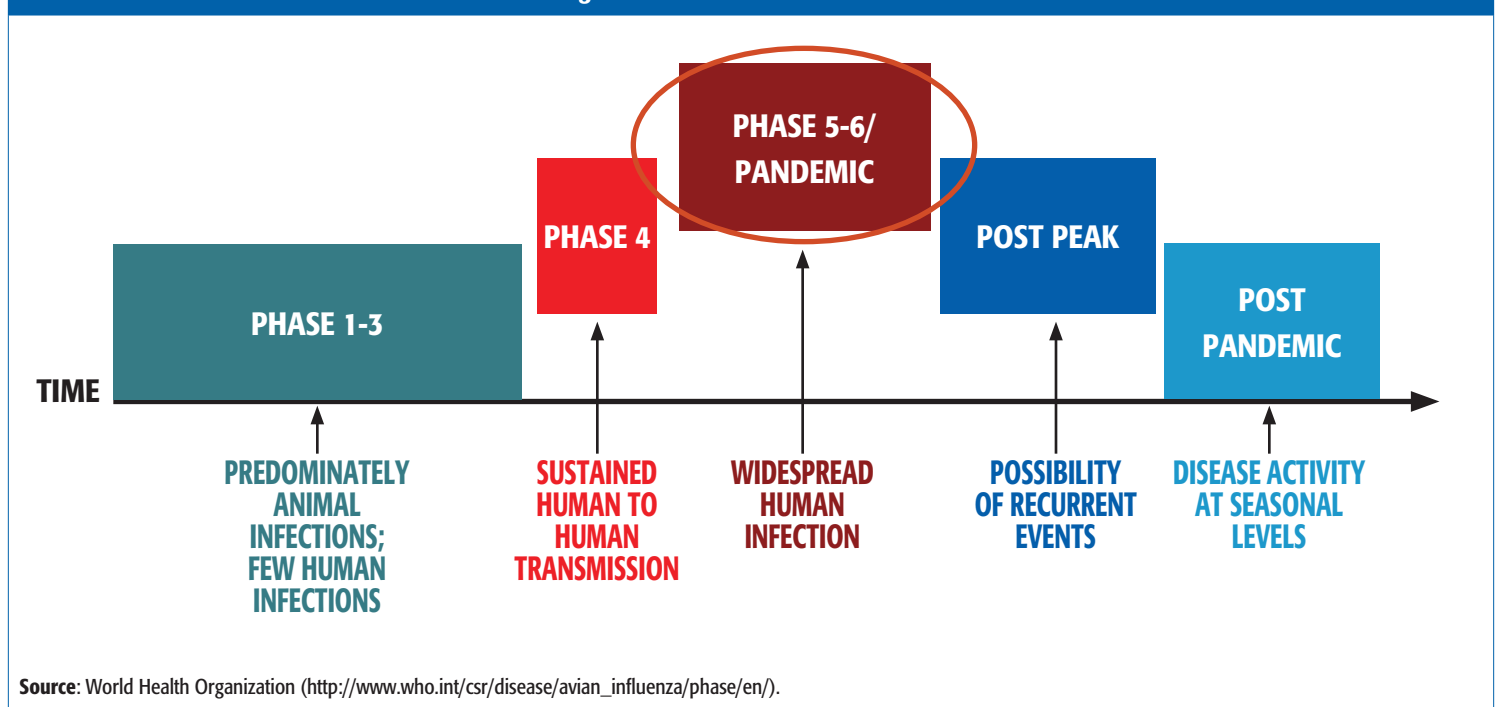 PHASE 5-6/
PANDEMIC
PHASE 4
POST PEAK
PHASE 1-3
POST
PANDEMIC
TIME
PREDOMINATELY
ANIMAL
INFECTIONS;
FEW HUMAN
INFECTIONS
SUSTAINED
HUMAN TO
HUMAN
TRANSMISSION
WIDESPREAD
HUMAN
INFECTION
POSSIBILITY
OF RECURRENT
EVENTS
DISEASE ACTIVITY
AT SEASONAL
LEVELS
Source: World Health Organization (http://www.who.int/csr/disease/avian_influenza/phase/en/).